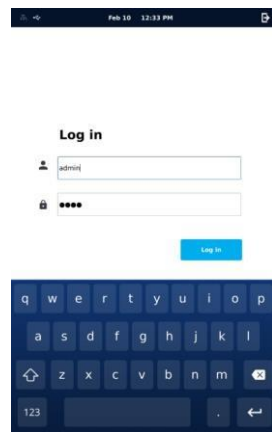 Feb 10 12:33 PM
Log in
admin
••••
Log in
q w e r t y u i o p
a s d f g h j k l
z x c v b n m
123 .